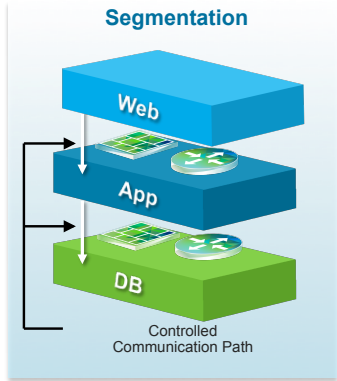 Segmentation
Web
App
DB
Controlled
Communication Path